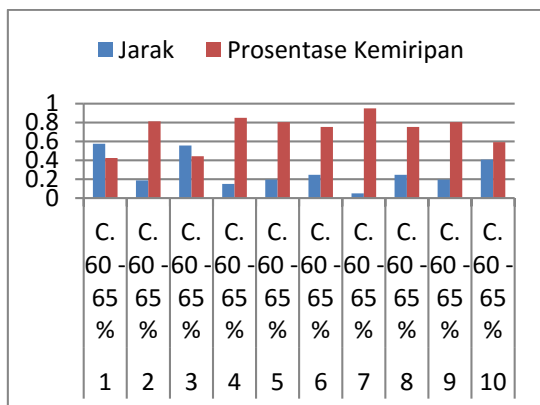 Jarak Prosentase Kemiripan
1
0.8
0.6
0.4
0.2
0
C. C. C. C. C. C. C. C. C. C.
60 - 60 - 60 - 60 - 60 - 60 - 60 - 60 - 60 - 60 -
65 65 65 65 65 65 65 65 65 65
% % % % % % % % % %
1 2 3 4 5 6 7 8 9 10